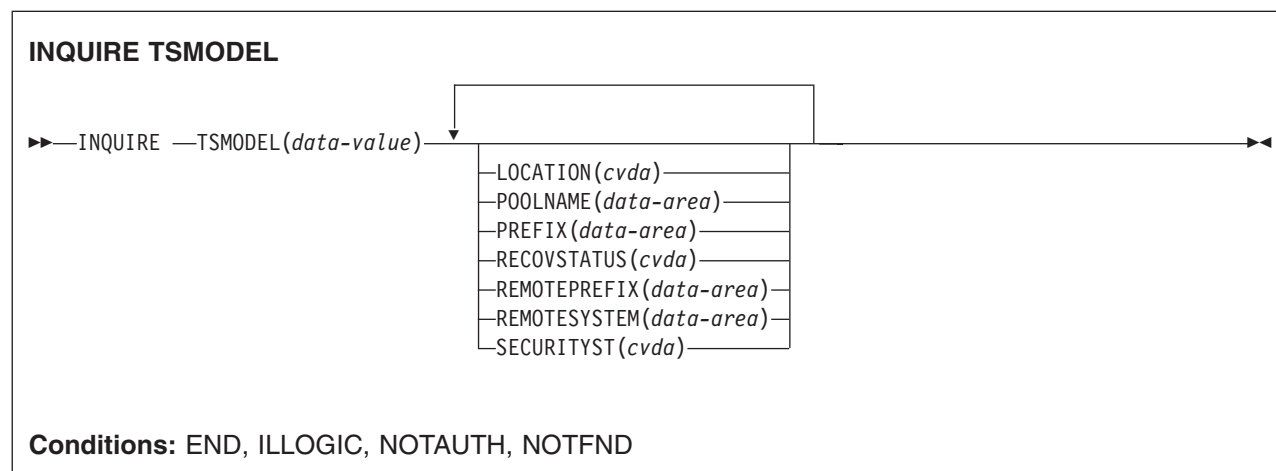 INQUIRE TSMODEL
INQUIRE TSMODEL(data-value)
LOCATION(cvda)
POOLNAME(data-area)
PREFIX(data-area)
RECOVSTATUS(cvda)
REMOTEPREFIX(data-area)
REMOTESYSTEM(data-area)
SECURITYST(cvda)
Conditions: END, ILLOGIC, NOTAUTH, NOTFND